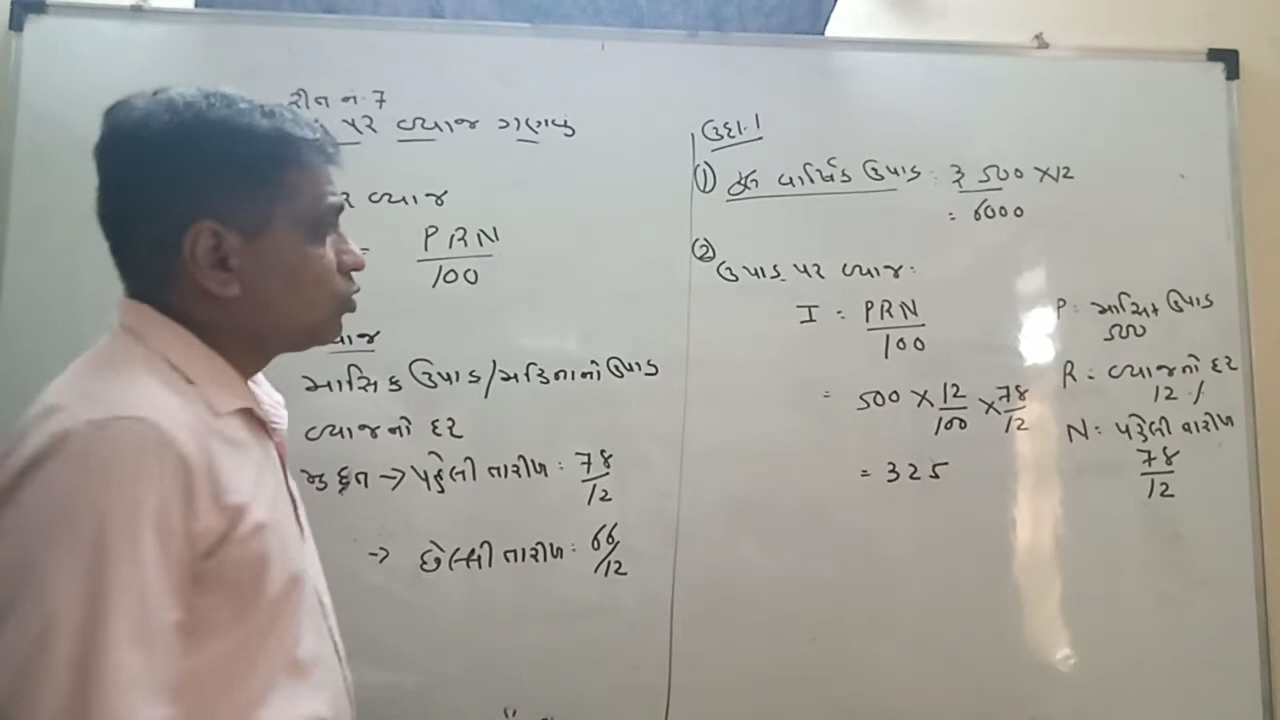 રીત નં. 7
પર વ્યાજ ગણવું
વ્યાજ
= PRN
100
માસિક ઉપાડ/મહિનાનો ઉપાડ
વ્યાજનો દર
મુદ્દત → પહેલી તારીખ : 78
12
→ છેલ્લી તારીખ : 66/12
ઉદા. 1
(1) કુલ વાર્ષિક ઉપાડ : ₹ 500 × 12
= 6000
(2)
ઉપાડ પર વ્યાજ :
I = PRN
100
= 500 × 12/100 × 78/12
= 325
P : માસિક ઉપાડ
500
R = વ્યાજનો દર
12 %
N = પહેલી તારીખ
78
12